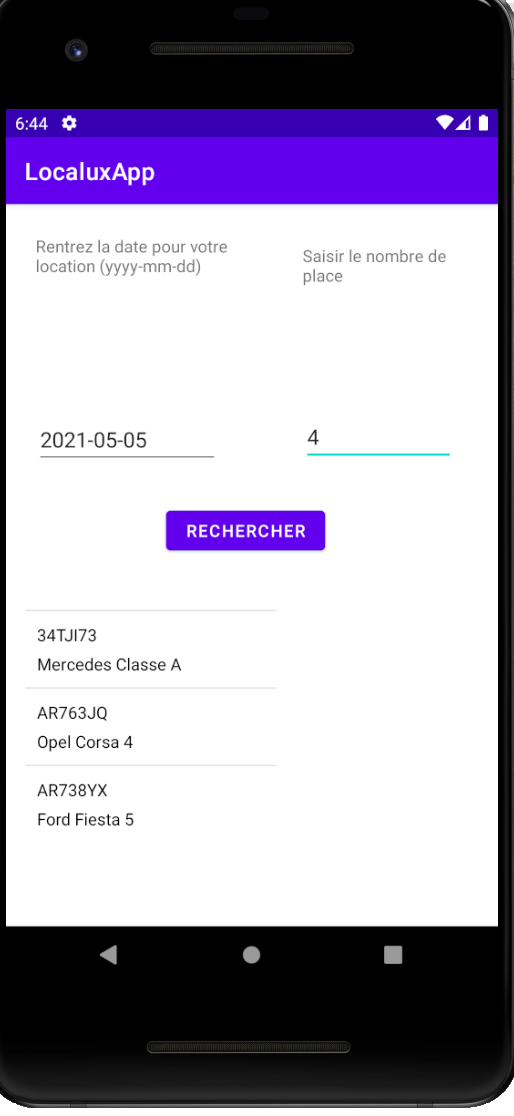 6:44
LocaluxApp
Rentrez la date pour votre
location (yyyy-mm-dd)
Saisir le nombre de
place
2021-05-05
4
RECHERCHER
34TJI73
Mercedes Classe A
AR763JQ
Opel Corsa 4
AR738YX
Ford Fiesta 5